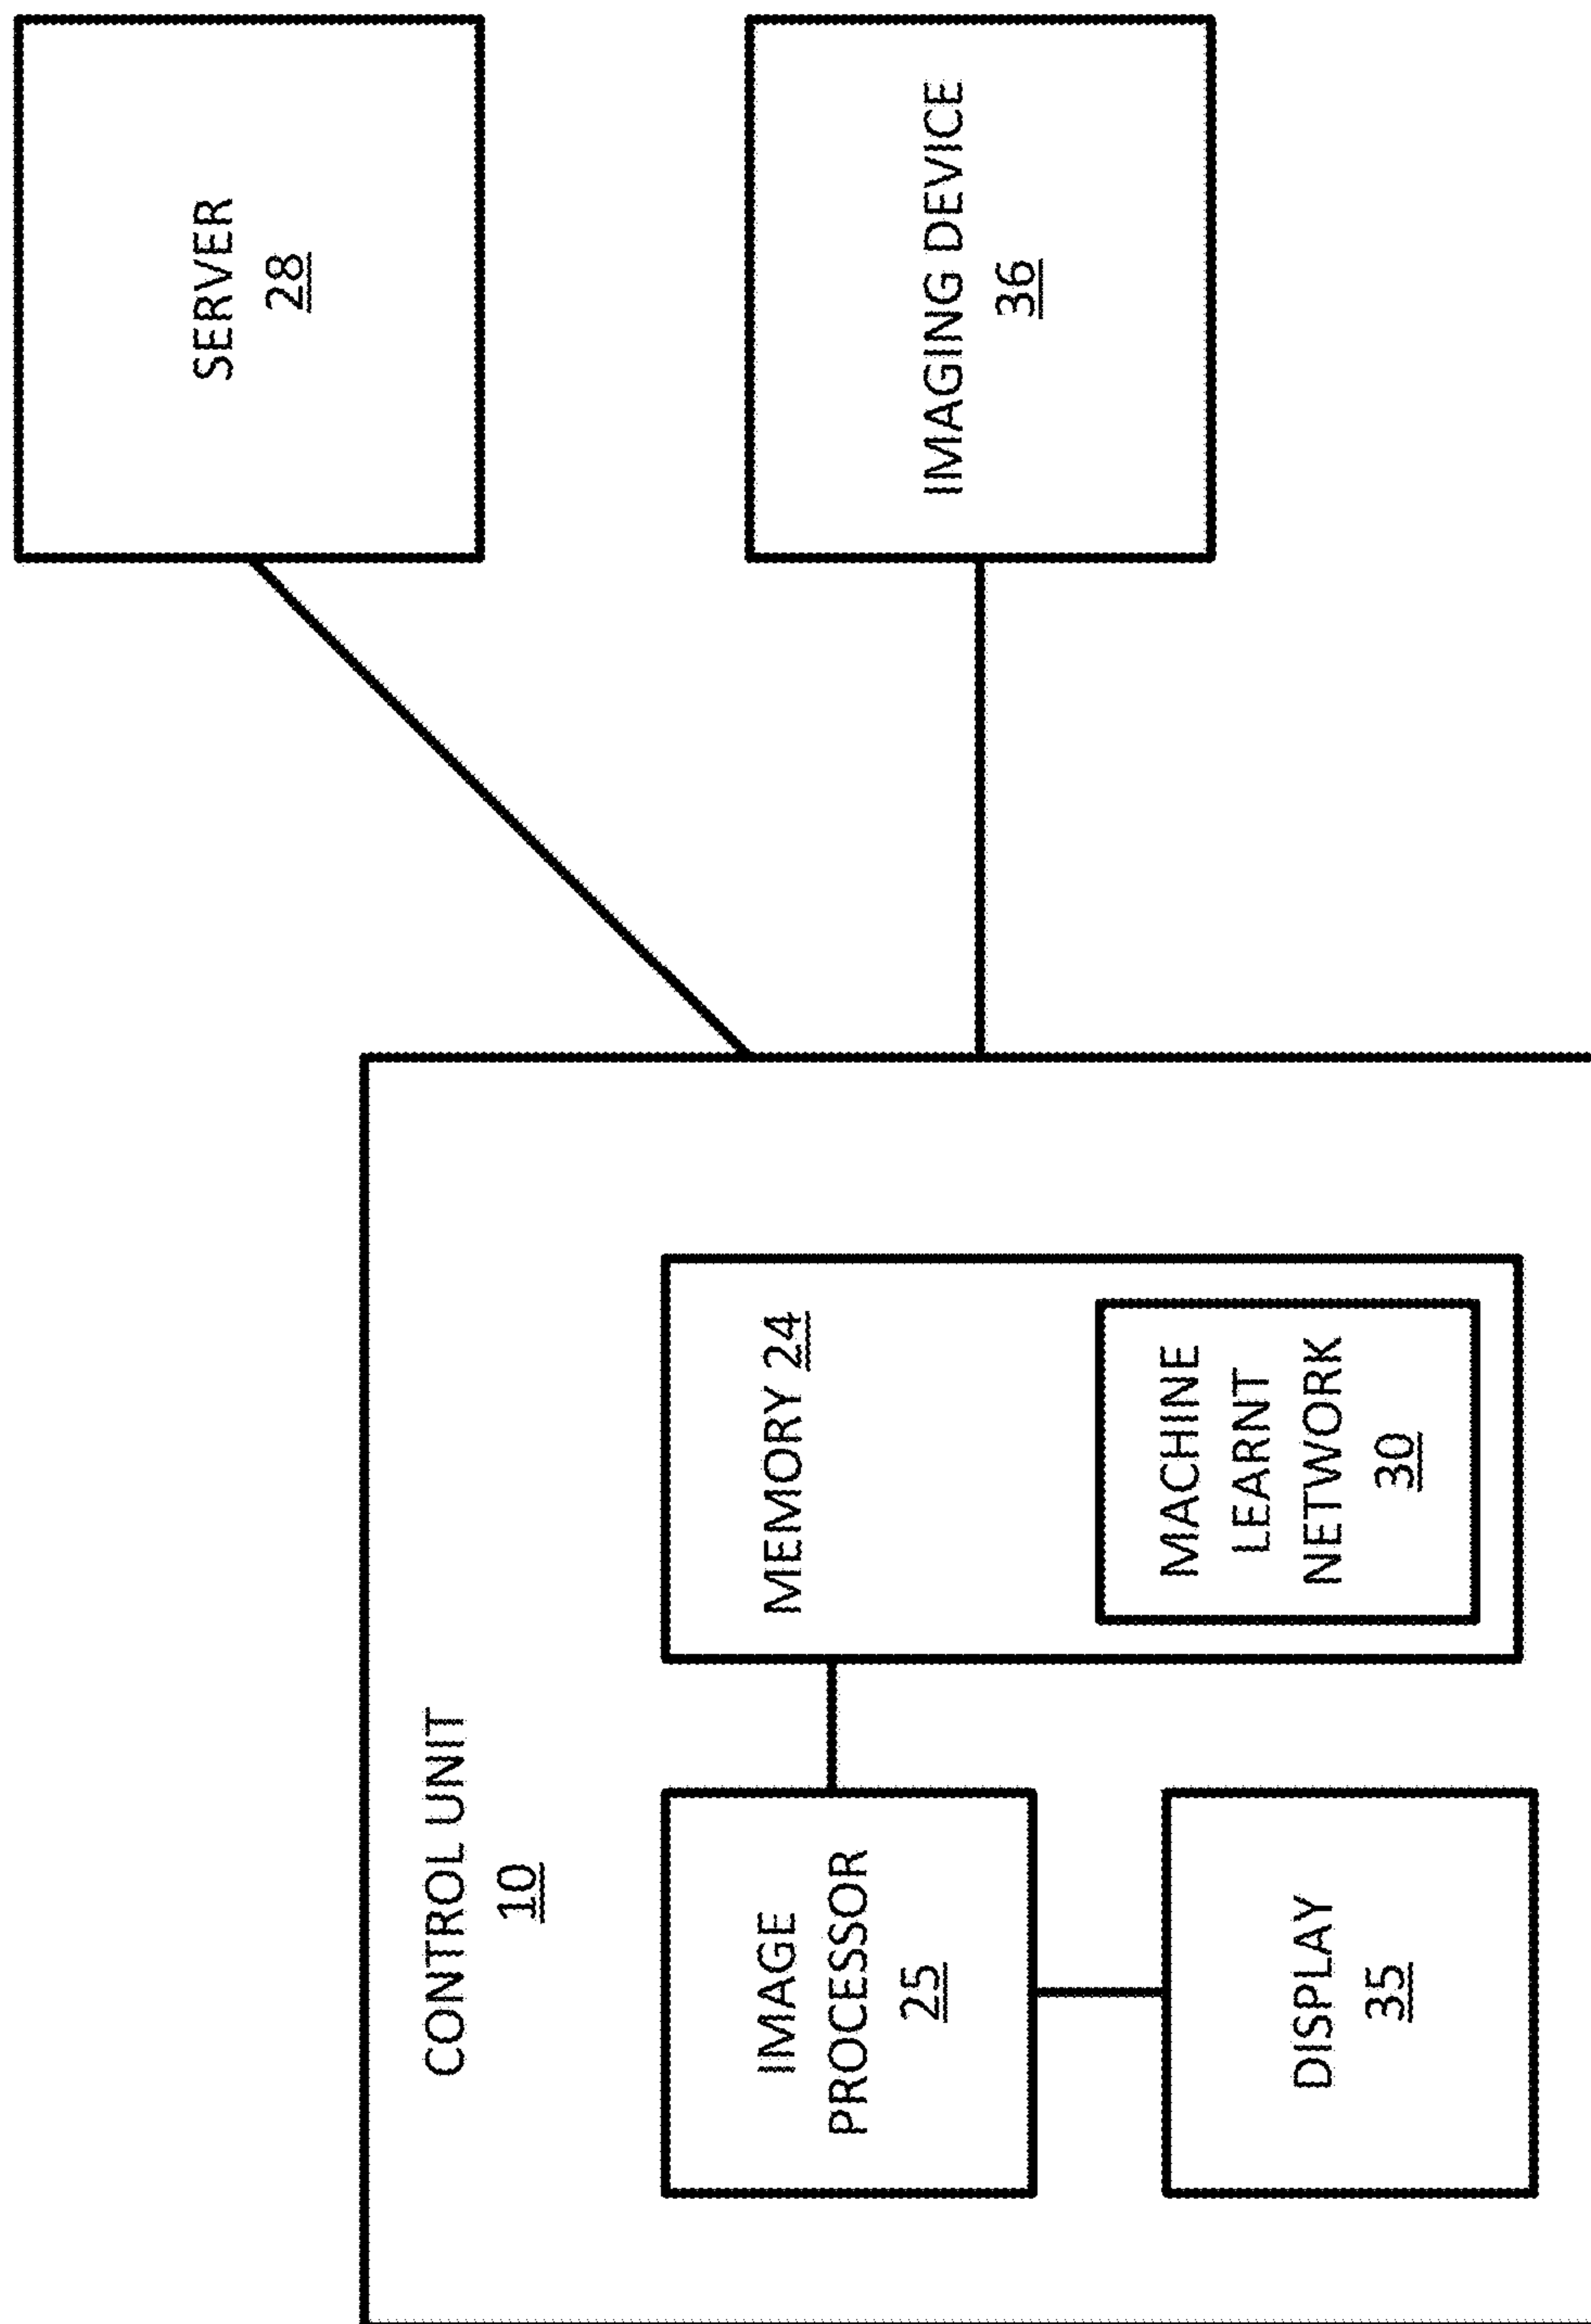 CONTROL UNIT
10
IMAGE
PROCESSOR
25
MEMORY 24
MACHINE
LEARNT
NETWORK
30
DISPLAY
35
SERVER
28
IMAGING DEVICE
36